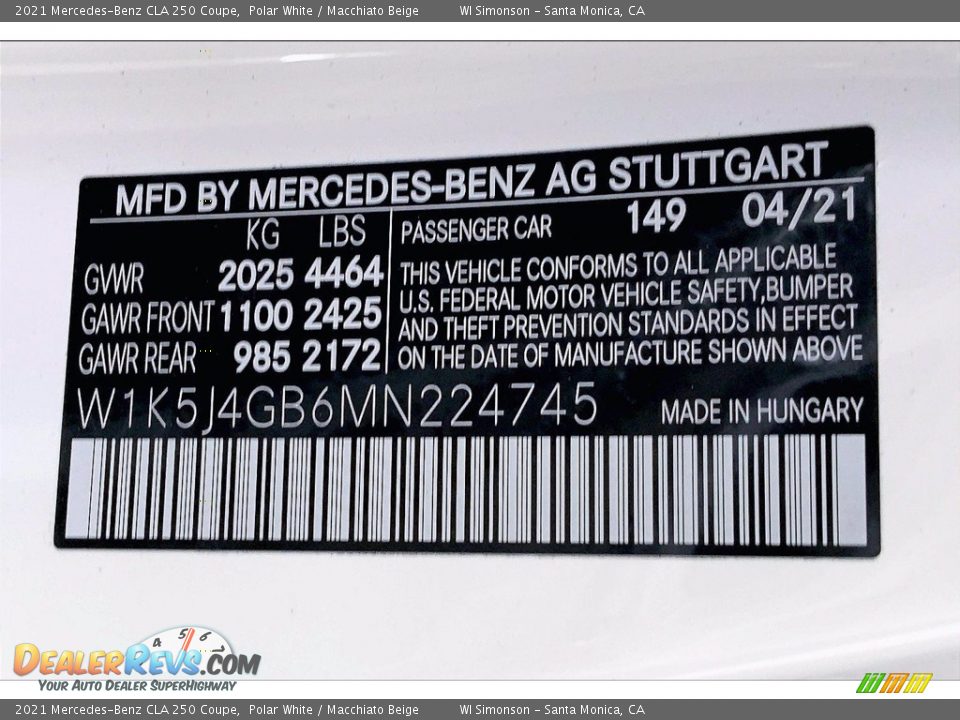 2021 Mercedes-Benz CLA 250 Coupe, Polar White / Macchiato Beige WI Simonson - Santa Monica, CA
MFD BY MERCEDES-BENZ AG STUTTGART
KG LBS
GVWR 2025 4464
GAWR FRONT 1100 2425
GAWR REAR 985 2172
PASSENGER CAR 149 04/21
THIS VEHICLE CONFORMS TO ALL APPLICABLE
U.S. FEDERAL MOTOR VEHICLE SAFETY,BUMPER
AND THEFT PREVENTION STANDARDS IN EFFECT
ON THE DATE OF MANUFACTURE SHOWN ABOVE
W1K5J4GB6MN224745 MADE IN HUNGARY
4 5 6
DEALERREVS.COM
YOUR AUTO DEALER SUPERHIGHWAY
2021 Mercedes-Benz CLA 250 Coupe, Polar White / Macchiato Beige WI Simonson - Santa Monica, CA